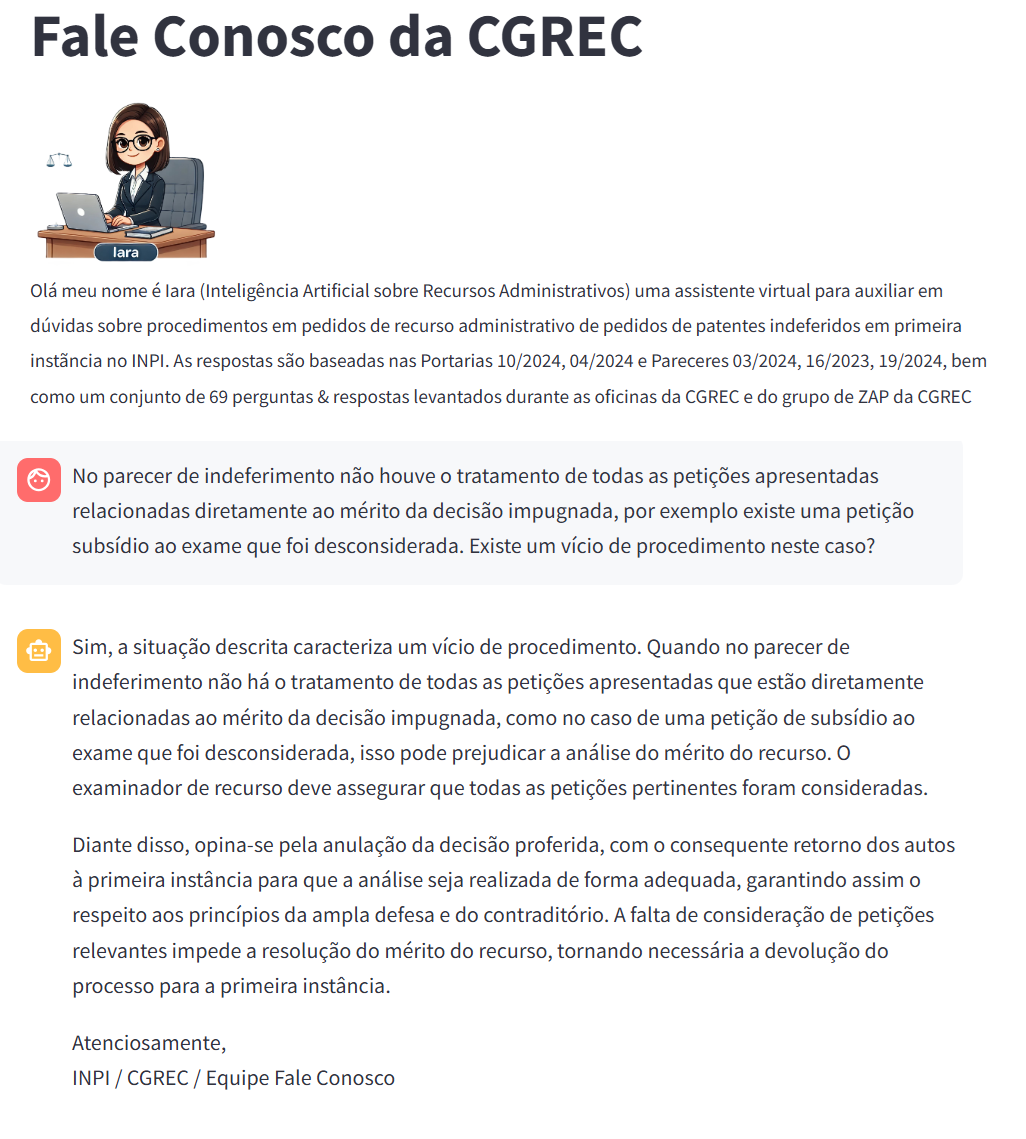 Fale Conosco da CGREC
Iara
Olá meu nome é Iara (Inteligência Artificial sobre Recursos Administrativos) uma assistente virtual para auxiliar em
dúvidas sobre procedimentos em pedidos de recurso administrativo de pedidos de patentes indeferidos em primeira
instãncia no INPI. As respostas são baseadas nas Portarias 10/2024, 04/2024 e Pareceres 03/2024, 16/2023, 19/2024, bem
como um conjunto de 69 perguntas & respostas levantados durante as oficinas da CGREC e do grupo de ZAP da CGREC
No parecer de indeferimento não houve o tratamento de todas as petições apresentadas
relacionadas diretamente ao mérito da decisão impugnada, por exemplo existe uma petição
subsídio ao exame que foi desconsiderada. Existe um vício de procedimento neste caso?
Sim, a situação descrita caracteriza um vício de procedimento. Quando no parecer de
indeferimento não há o tratamento de todas as petições apresentadas que estão diretamente
relacionadas ao mérito da decisão impugnada, como no caso de uma petição de subsídio ao
exame que foi desconsiderada, isso pode prejudicar a análise do mérito do recurso. O
examinador de recurso deve assegurar que todas as petições pertinentes foram consideradas.
Diante disso, opina-se pela anulação da decisão proferida, com o consequente retorno dos autos
à primeira instância para que a análise seja realizada de forma adequada, garantindo assim o
respeito aos princípios da ampla defesa e do contraditório. A falta de consideração de petições
relevantes impede a resolução do mérito do recurso, tornando necessária a devolução do
processo para a primeira instância.
Atenciosamente,
INPI / CGREC / Equipe Fale Conosco